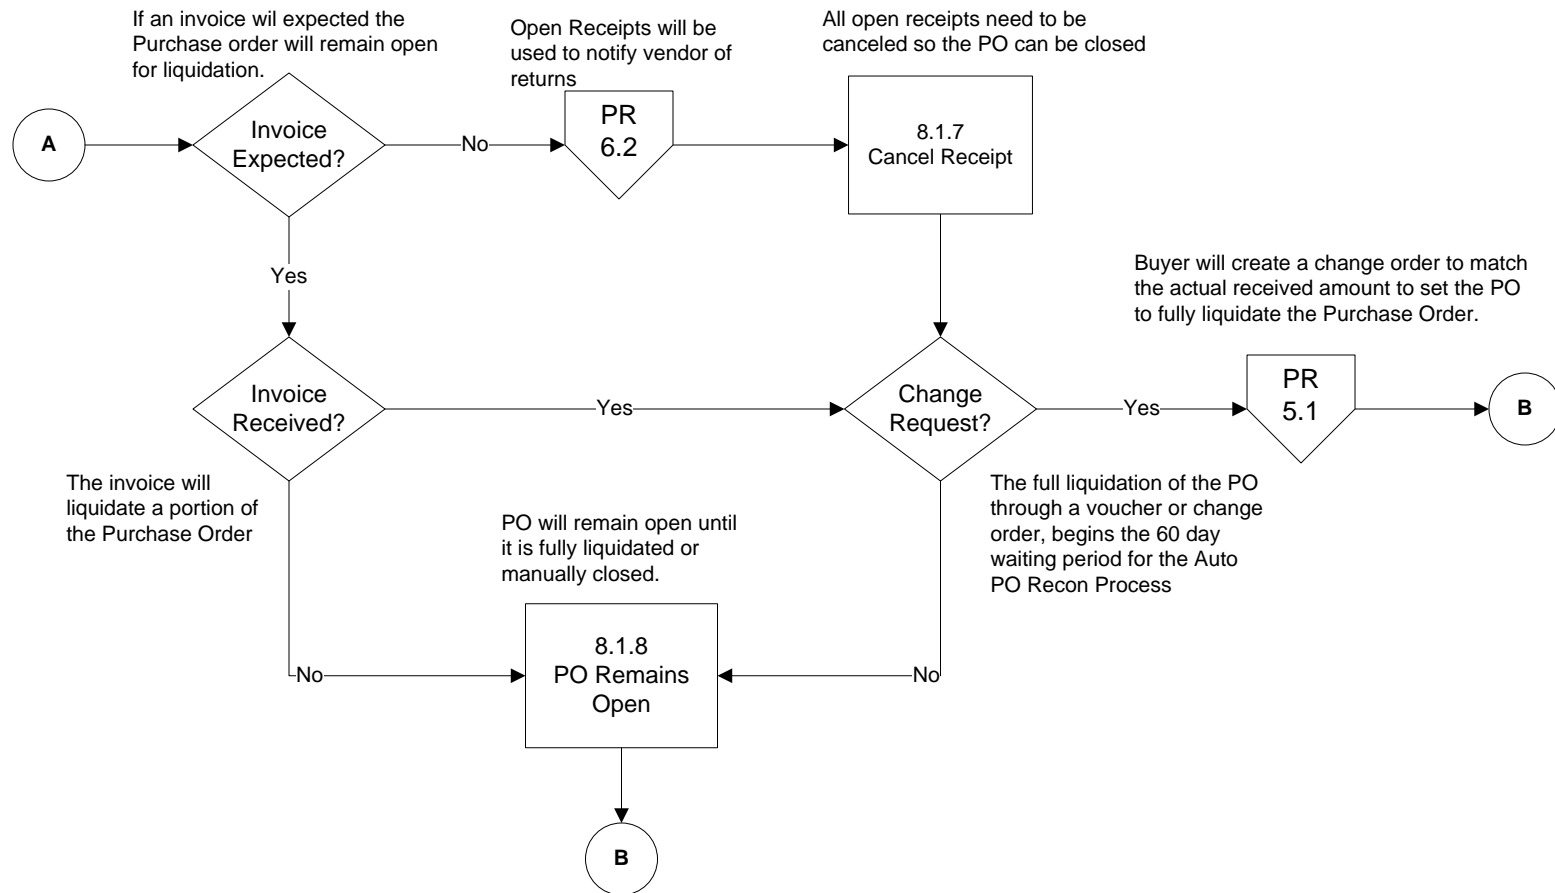 If an invoice wil expected the
Purchase order will remain open
for liquidation.
Open Receipts will be
used to notify vendor of
returns
All open receipts need to be
canceled so the PO can be closed
A
Invoice
Expected?
No
PR
6.2
8.1.7
Cancel Receipt
Yes
Buyer will create a change order to match
the actual received amount to set the PO
to fully liquidate the Purchase Order.
Invoice
Received?
Yes
Change
Request?
Yes
PR
5.1
B
The invoice will
liquidate a portion of
the Purchase Order
PO will remain open until
it is fully liquidated or
manually closed.
The full liquidation of the PO
through a voucher or change
order, begins the 60 day
waiting period for the Auto
PO Recon Process
No
8.1.8
PO Remains
Open
No
B